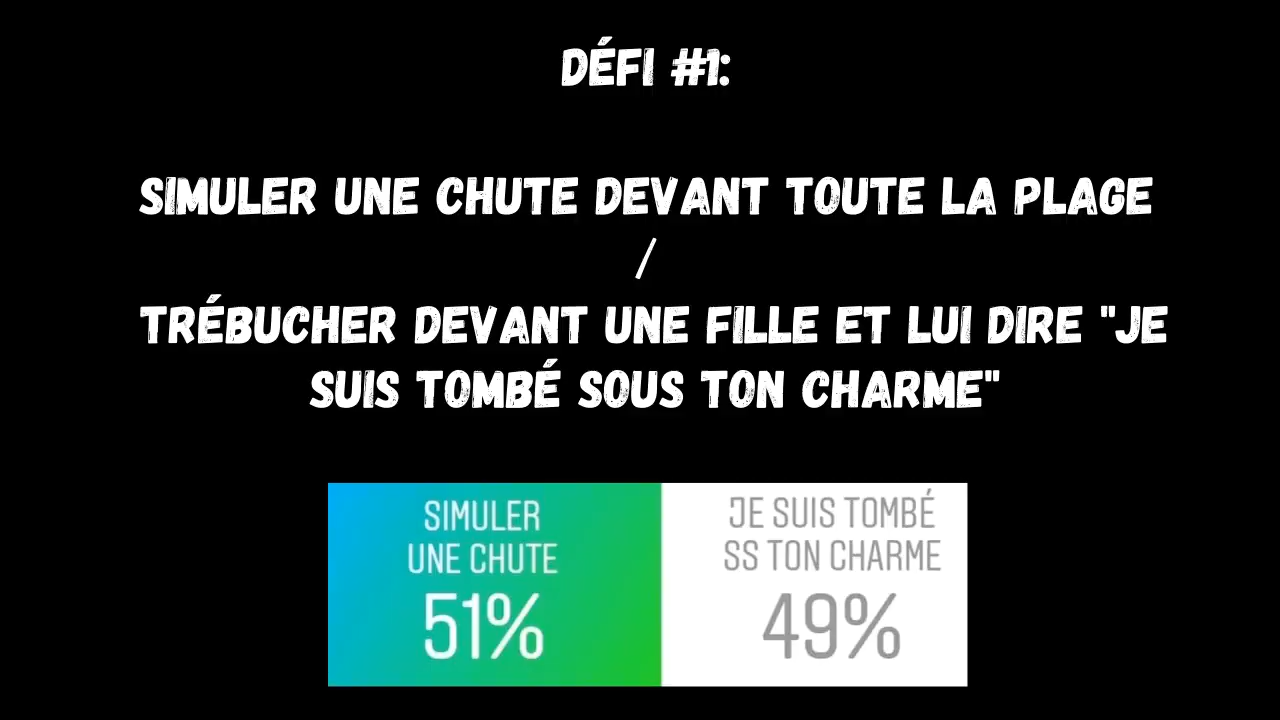 DÉFI #1:
SIMULER UNE CHUTE DEVANT TOUTE LA PLAGE
/
TRÉBUCHER DEVANT UNE FILLE ET LUI DIRE "JE
SUIS TOMBÉ SOUS TON CHARME"
SIMULER
UNE CHUTE
51%
JE SUIS TOMBÉ
SS TON CHARME
49%